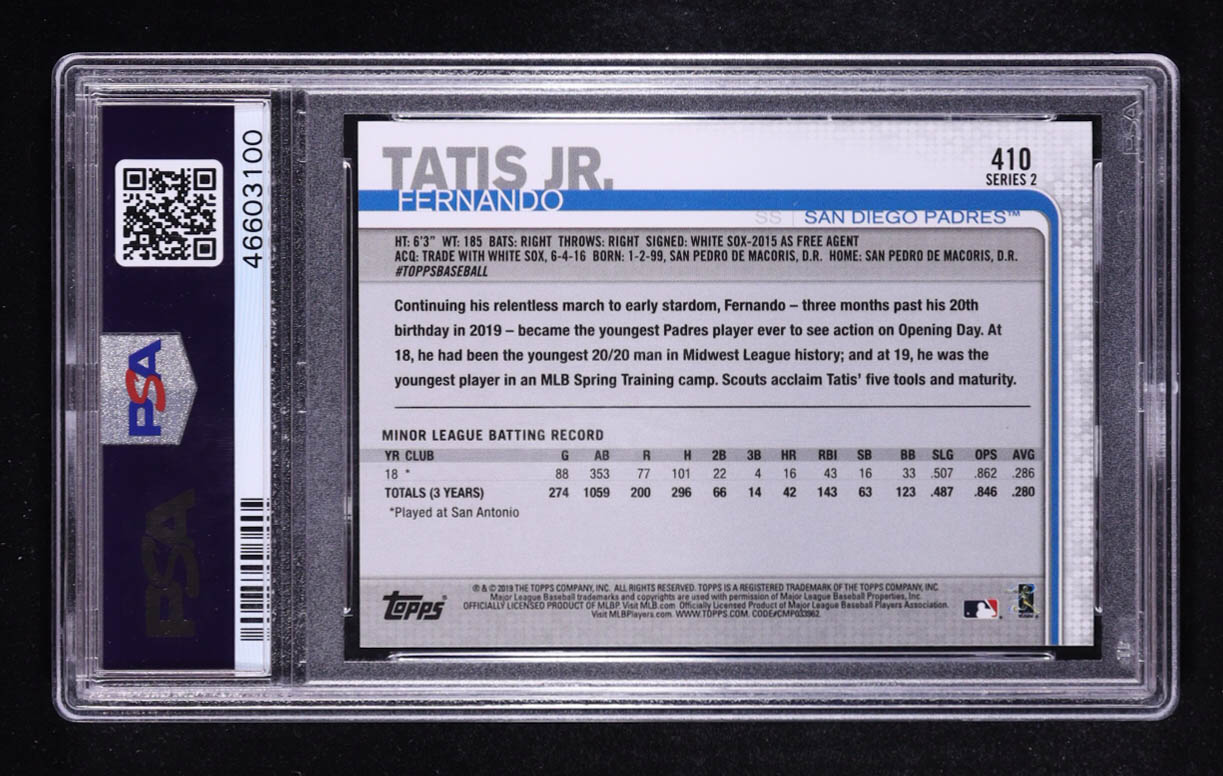 46603100
PSA
PSA
TATIS JR.
FERNANDO
410
SERIES 2
SS | SAN DIEGO PADRES™
HT: 6'3" WT: 185 BATS: RIGHT THROWS: RIGHT SIGNED: WHITE SOX-2015 AS FREE AGENT
ACQ: TRADE WITH WHITE SOX, 6-4-16 BORN: 1-2-99, SAN PEDRO DE MACORIS, D.R. HOME: SAN PEDRO DE MACORIS, D.R.
#TOPPSBASEBALL
Continuing his relentless march to early stardom, Fernando – three months past his 20th
birthday in 2019 – became the youngest Padres player ever to see action on Opening Day. At
18, he had been the youngest 20/20 man in Midwest League history; and at 19, he was the
youngest player in an MLB Spring Training camp. Scouts acclaim Tatis' five tools and maturity.
MINOR LEAGUE BATTING RECORD
YR CLUB G AB R H 2B 3B HR RBI SB BB SLG OPS AVG
18 * 88 353 77 101 22 4 16 43 16 33 .507 .862 .286
TOTALS (3 YEARS) 274 1059 200 296 66 14 42 143 63 123 .487 .846 .280
*Played at San Antonio
Topps®
® & © 2019 THE TOPPS COMPANY, INC. ALL RIGHTS RESERVED. TOPPS IS A REGISTERED TRADEMARK OF THE TOPPS COMPANY, INC.
Major League Baseball trademarks and copyrights are used with permission of Major League Baseball Properties, Inc.
OFFICIALLY LICENSED PRODUCT OF MLBP. Visit MLB.com Officially Licensed Product of Major League Baseball Players Association.
Visit MLBPlayers.com. WWW.TOPPS.COM. CODE#CMP033962.